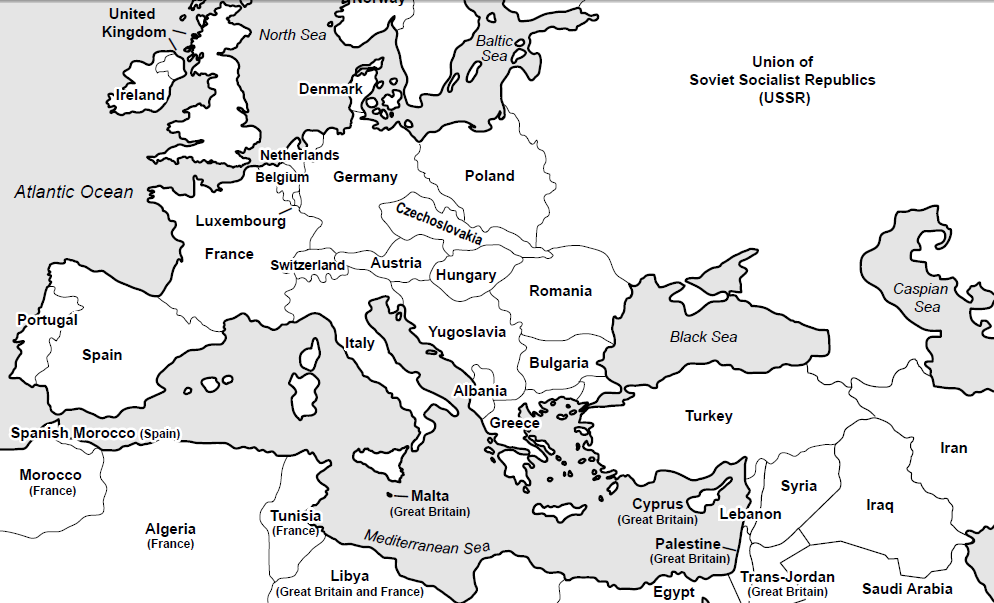 Norway
United
Kingdom
North Sea
Baltic
Sea
Union of
Soviet Socialist Republics
(USSR)
Ireland
Denmark
Netherlands
Belgium
Germany
Poland
Atlantic Ocean
Luxembourg
Czechoslovakia
France
Switzerland
Austria
Hungary
Romania
Caspian
Sea
Portugal
Spain
Italy
Yugoslavia
Black Sea
Bulgaria
Albania
Greece
Turkey
Spanish Morocco (Spain)
Iran
Morocco
(France)
Malta
(Great Britain)
Cyprus
(Great Britain)
Syria
Lebanon
Iraq
Algeria
(France)
Tunisia
(France)
Mediterranean Sea
Palestine
(Great Britain)
Libya
(Great Britain and France)
Egypt
Trans-Jordan
(Great Britain)
Saudi Arabia